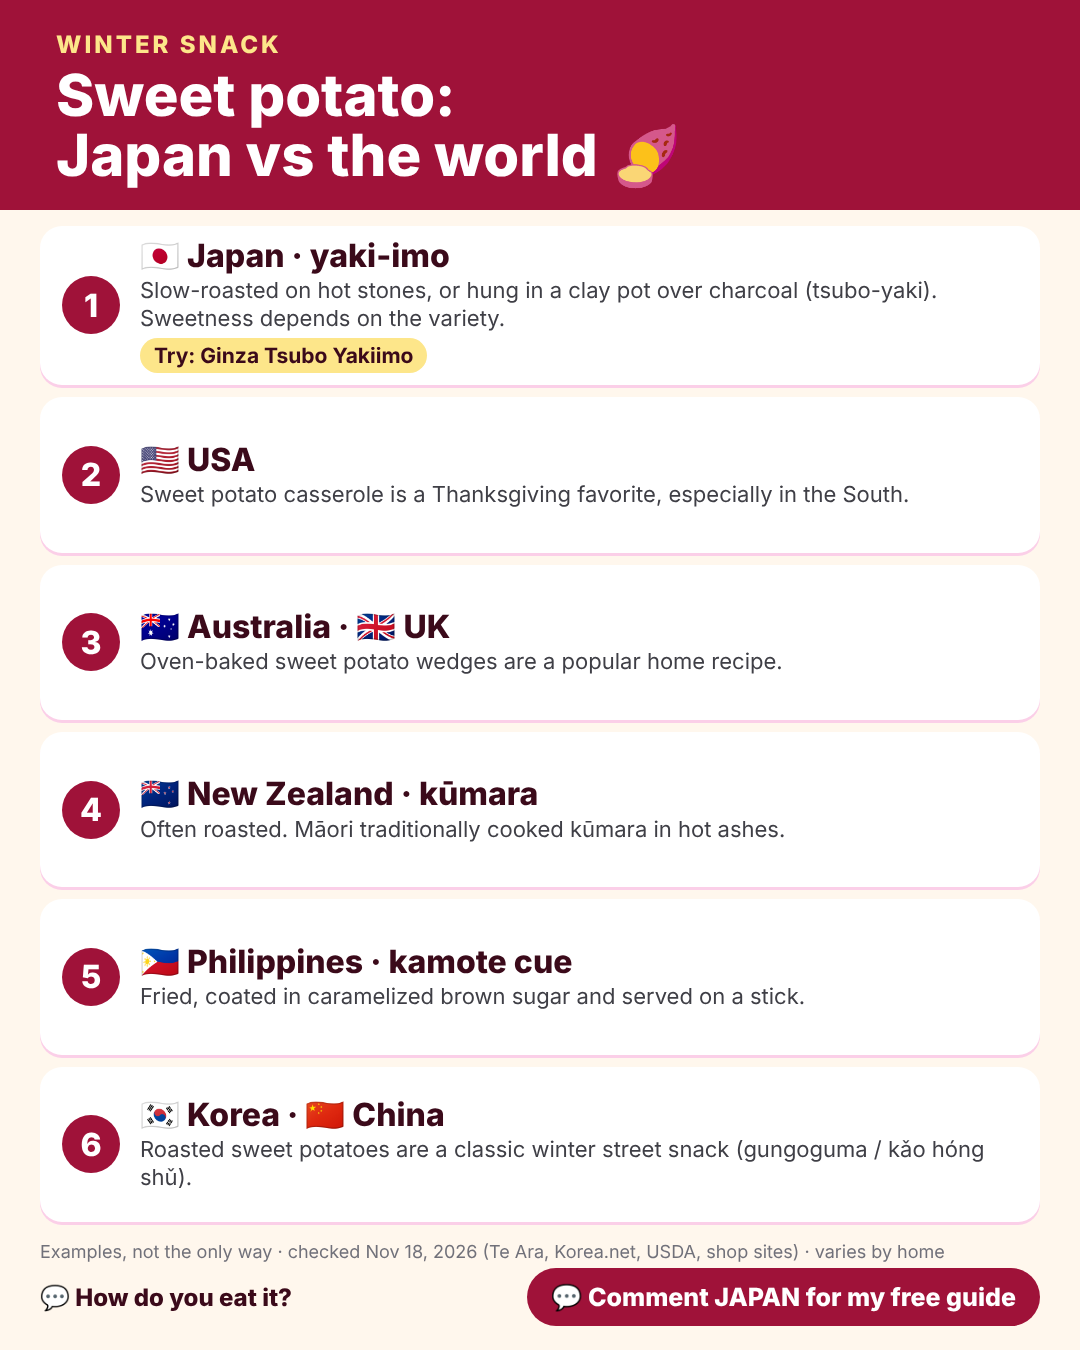 WINTER SNACK
Sweet potato:
Japan vs the world 🍠
1
🇯🇵 Japan · yaki-imo
Slow-roasted on hot stones, or hung in a clay pot over charcoal (tsubo-yaki).
Sweetness depends on the variety.
Try: Ginza Tsubo Yakiimo
2
🇺🇸 USA
Sweet potato casserole is a Thanksgiving favorite, especially in the South.
3
🇦🇺 Australia · 🇬🇧 UK
Oven-baked sweet potato wedges are a popular home recipe.
4
🇳🇿 New Zealand · kūmara
Often roasted. Māori traditionally cooked kūmara in hot ashes.
5
🇵🇭 Philippines · kamote cue
Fried, coated in caramelized brown sugar and served on a stick.
6
🇰🇷 Korea · 🇨🇳 China
Roasted sweet potatoes are a classic winter street snack (gungoguma / kǎo hóng
shǔ).
Examples, not the only way · checked Nov 18, 2026 (Te Ara, Korea.net, USDA, shop sites) · varies by home
💬 How do you eat it?
💬 Comment JAPAN for my free guide